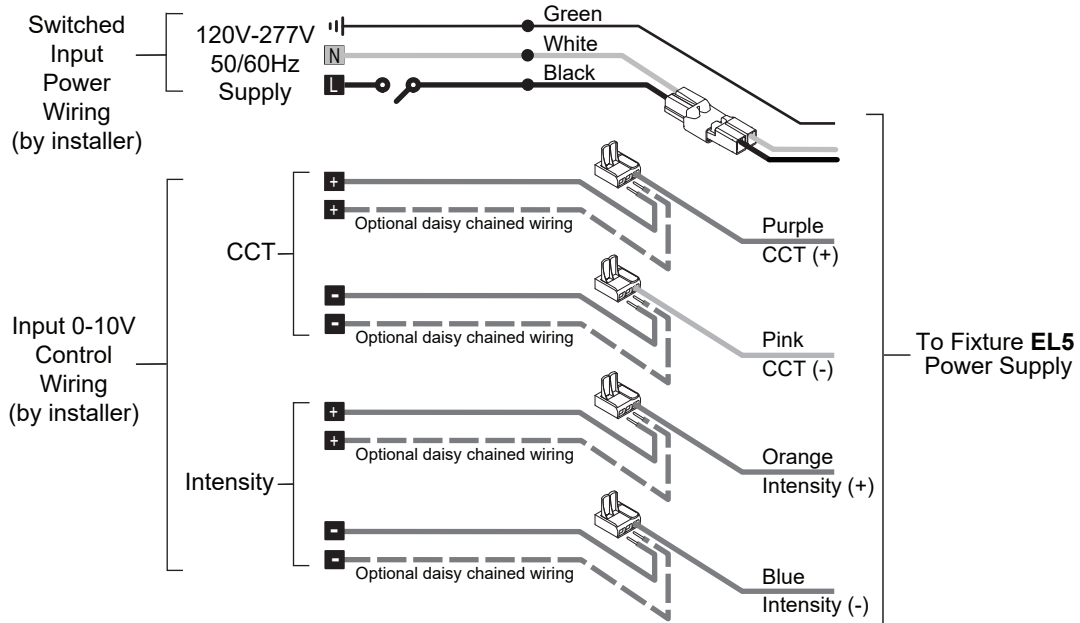 Switched
Input
Power
Wiring
(by installer)
120V-277V
50/60Hz
Supply
N
L
Green
White
Black
Input 0-10V
Control
Wiring
(by installer)
CCT
+
+
Optional daisy chained wiring
Purple
CCT (+)
-
-
Optional daisy chained wiring
Pink
CCT (-)
Intensity
+
+
Optional daisy chained wiring
Orange
Intensity (+)
-
-
Optional daisy chained wiring
Blue
Intensity (-)
To Fixture EL5
Power Supply